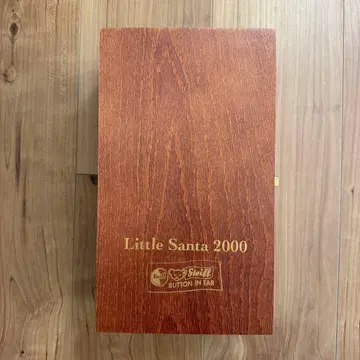 Little Santa 2000
Steiff
BUTTON IN EAR